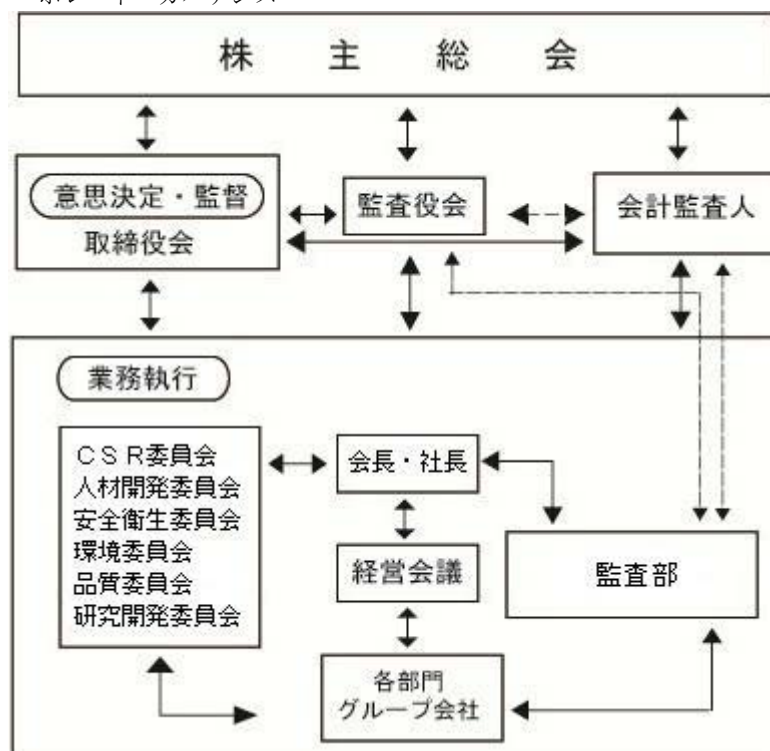 株主総会
意思決定・監督
取締役会
監査役会
会計監査人
業務執行
ＣＳＲ委員会
人材開発委員会
安全衛生委員会
環境委員会
品質委員会
研究開発委員会
会長・社長
経営会議
監査部
各部門
グループ会社